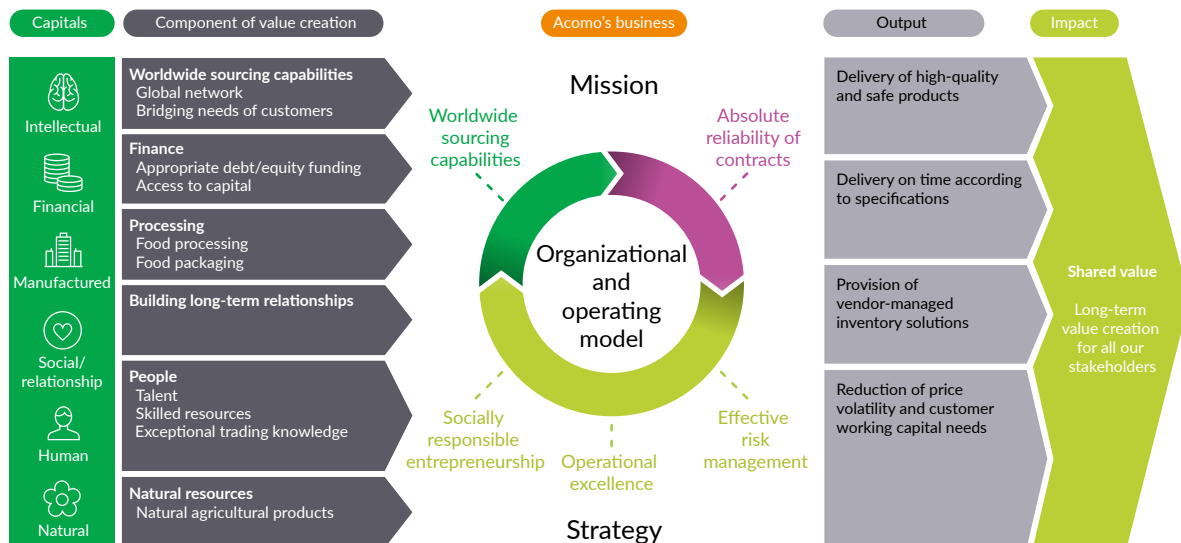 Capitals
Component of value creation
Acomo's business
Output
Impact
Intellectual
Financial
Manufactured
Social/
relationship
Human
Natural
Worldwide sourcing capabilities
Global network
Bridging needs of customers
Finance
Appropriate debt/equity funding
Access to capital
Processing
Food processing
Food packaging
Building long-term relationships
People
Talent
Skilled resources
Exceptional trading knowledge
Natural resources
Natural agricultural products
Mission
Worldwide
sourcing
capabilities
Absolute
reliability of
contracts
Organizational
and
operating
model
Socially
responsible
entrepreneurship
Operational
excellence
Effective
risk
management
Strategy
Delivery of high-quality
and safe products
Delivery on time according
to specifications
Provision of
vendor-managed
inventory solutions
Reduction of price
volatility and customer
working capital needs
Shared value
Long-term
value creation
for all our
stakeholders